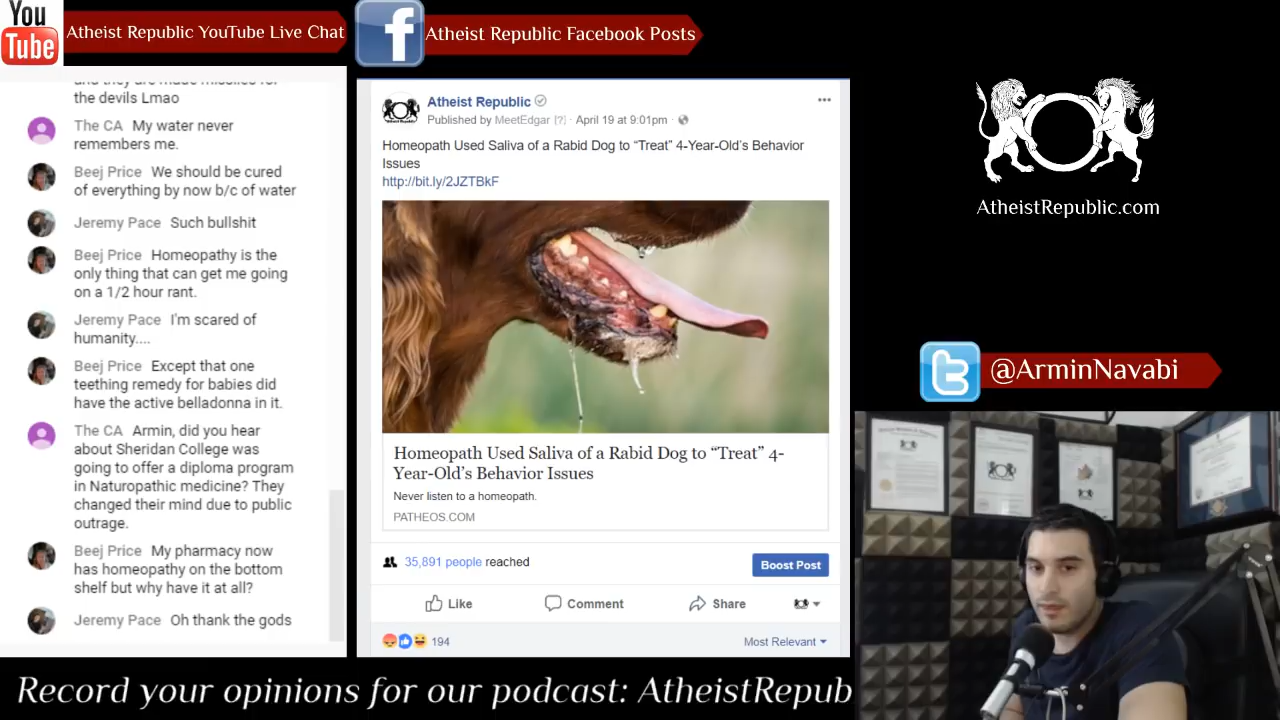 You
Tube
Atheist Republic YouTube Live Chat
Atheist Republic Facebook Posts
the devils Lmao
The CA My water never
remembers me.
Beej Price We should be cured
of everything by now b/c of water
Jeremy Pace Such bullshit
Beej Price Homeopathy is the
only thing that can get me going
on a 1/2 hour rant.
Jeremy Pace I'm scared of
humanity....
Beej Price Except that one
teething remedy for babies did
have the active belladonna in it.
The CA Armin, did you hear
about Sheridan College was
going to offer a diploma program
in Naturopathic medicine? They
changed their mind due to public
outrage.
Beej Price My pharmacy now
has homeopathy on the bottom
shelf but why have it at all?
Jeremy Pace Oh thank the gods
Atheist Republic
Published by MeetEdgar [?] · April 19 at 9:01pm ·
Homeopath Used Saliva of a Rabid Dog to “Treat” 4-Year-Old’s Behavior
Issues
http://bit.ly/2JZTBkF
Homeopath Used Saliva of a Rabid Dog to “Treat” 4-
Year-Old’s Behavior Issues
Never listen to a homeopath.
PATHEOS.COM
35,891 people reached
Boost Post
Like
Comment
Share
194
Most Relevant
AtheistRepublic.com
@ArminNavabi
Record your opinions for our podcast: AtheistRepub